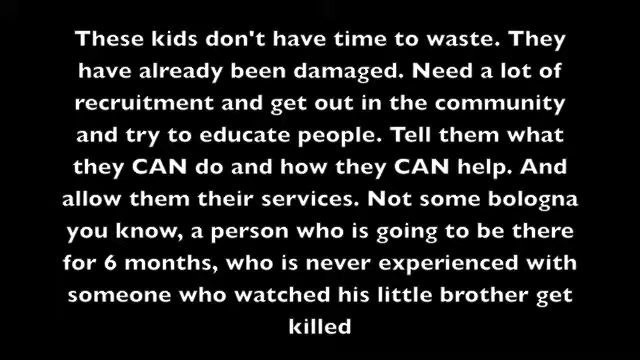 These kids don't have time to waste. They
have already been damaged. Need a lot of
recruitment and get out in the community
and try to educate people. Tell them what
they CAN do and how they CAN help. And
allow them their services. Not some bologna
you know, a person who is going to be there
for 6 months, who is never experienced with
someone who watched his little brother get
killed